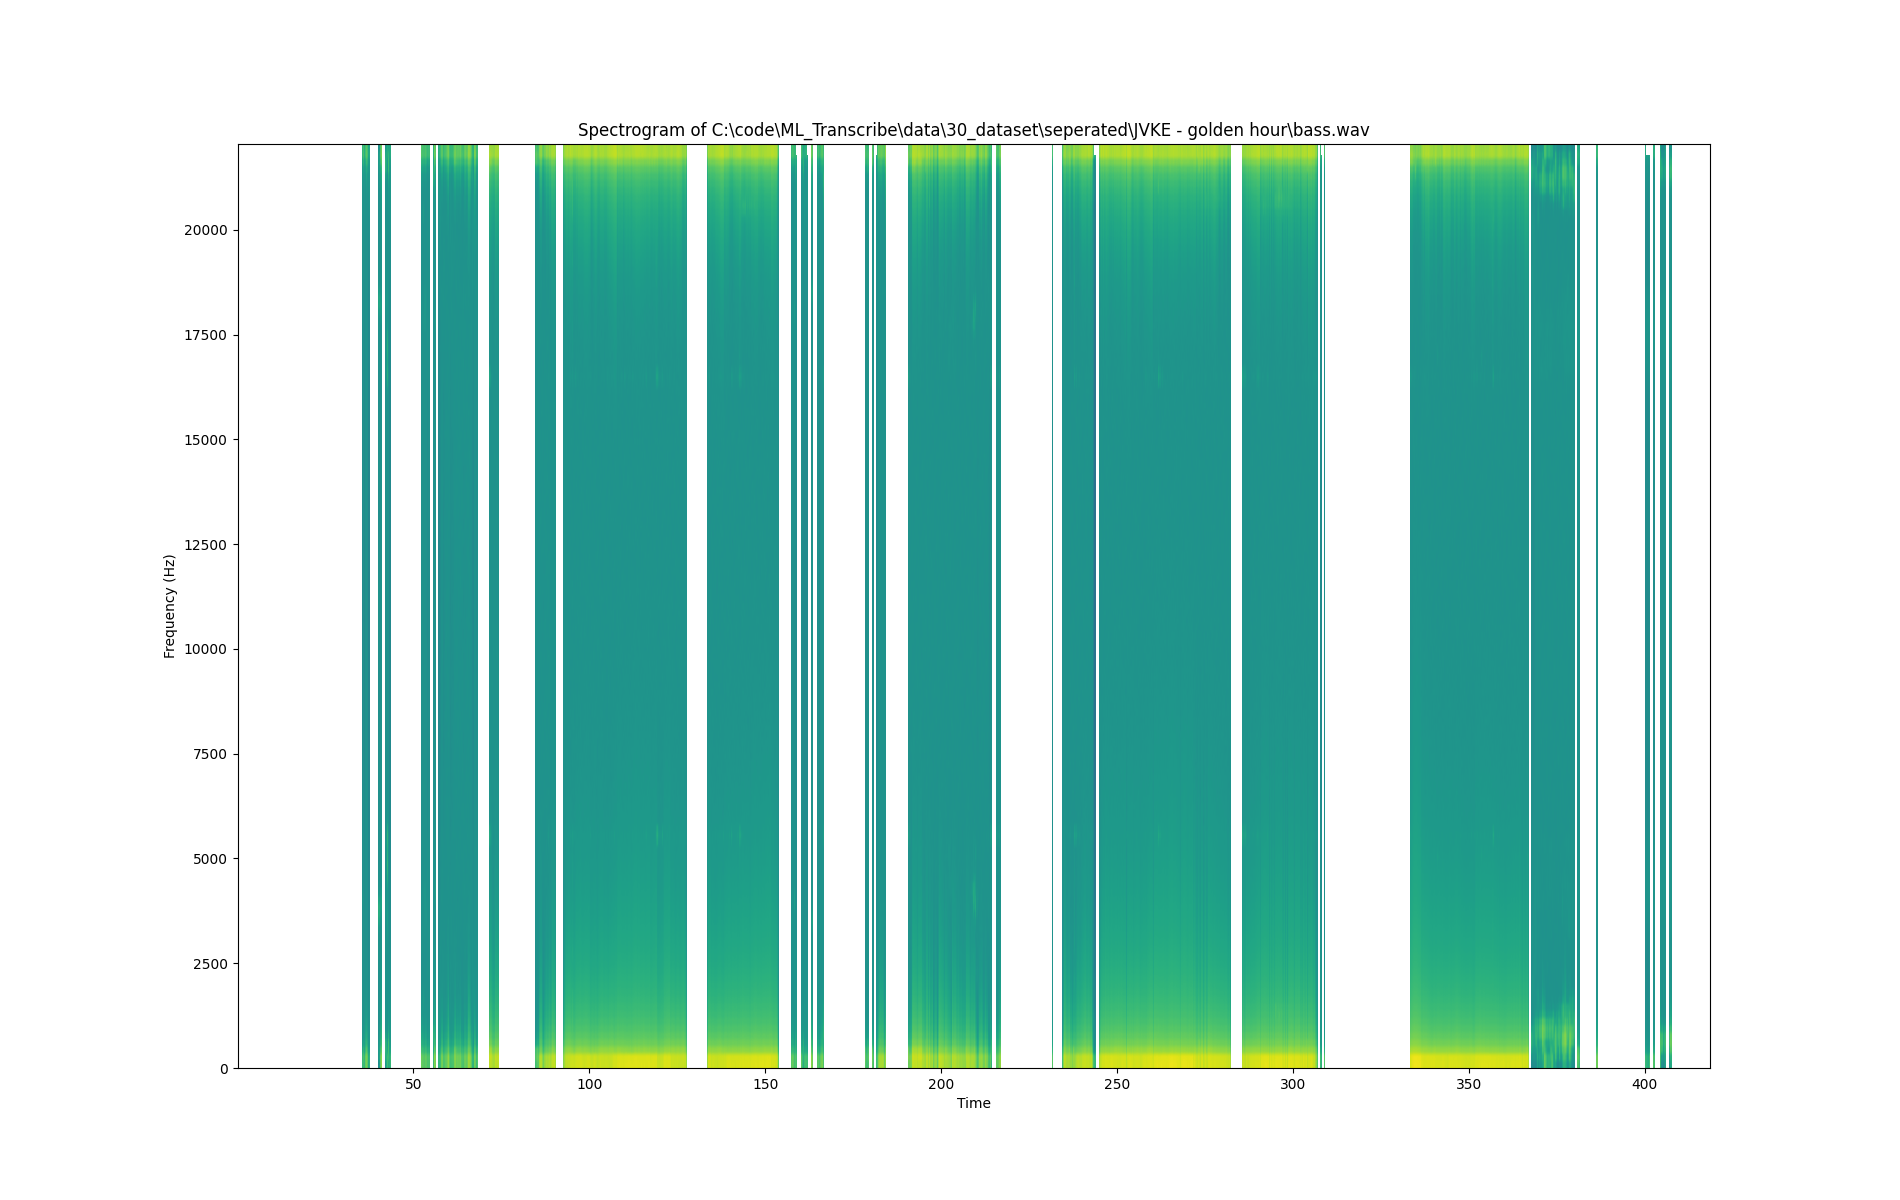 Spectrogram of C:\code\ML_Transcribe\data\30_dataset\seperated\JVKE - golden hour\bass.wav
20000
17500
15000
12500
10000
7500
5000
2500
0
Frequency (Hz)
50 100 150 200 250 300 350 400
Time